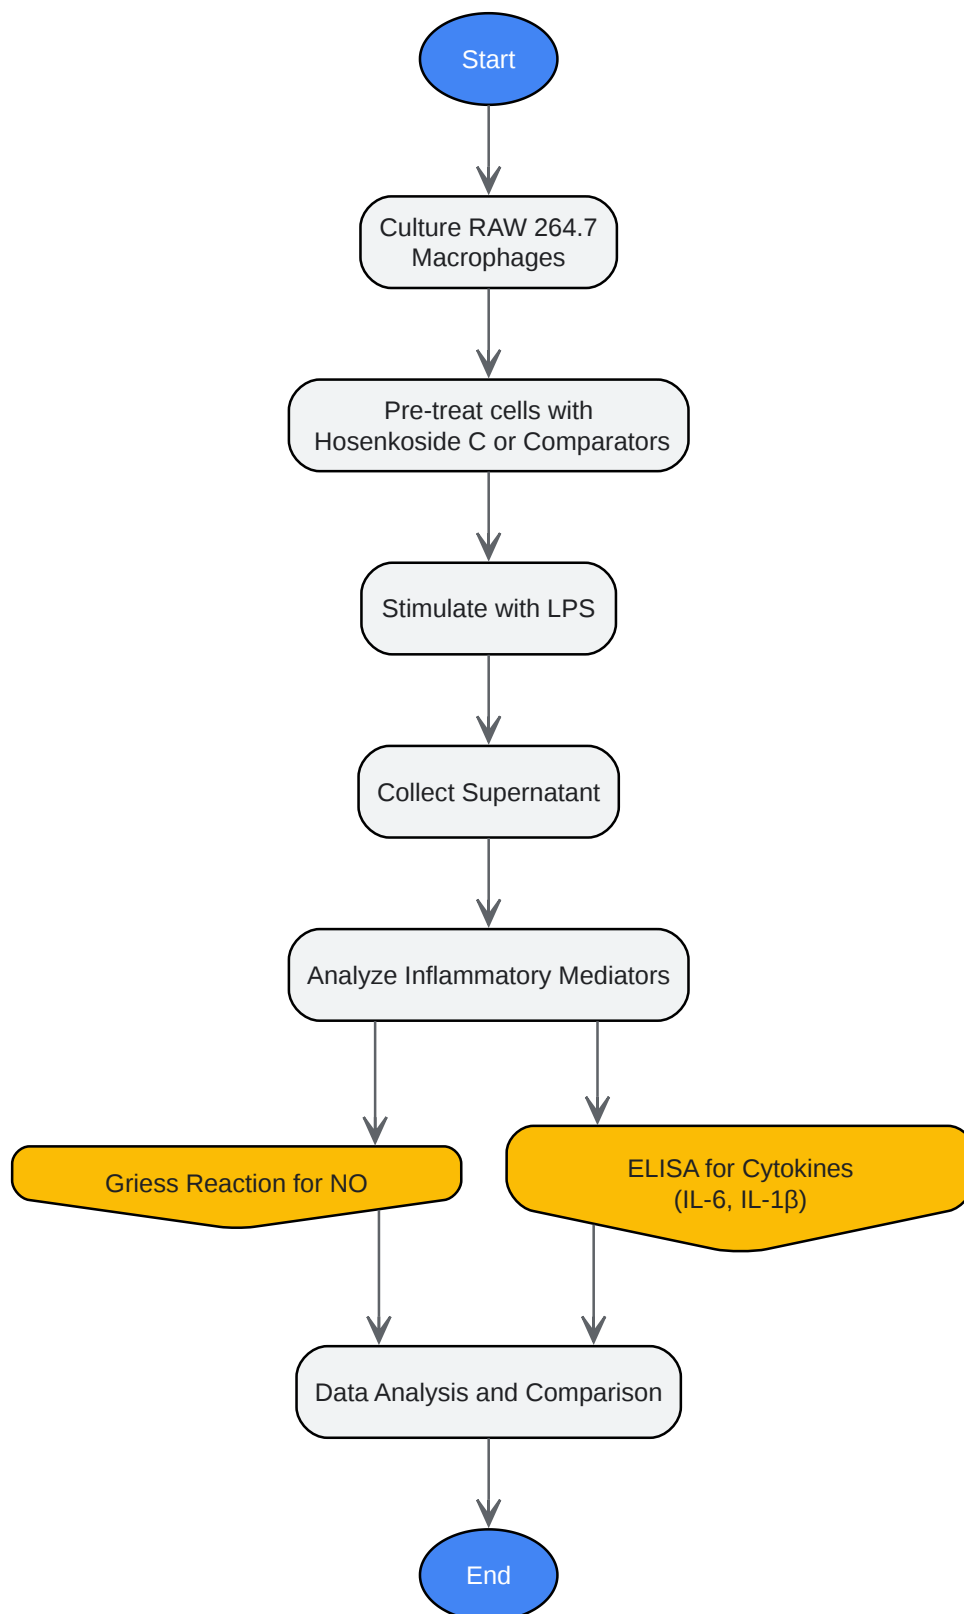 Start
Culture RAW 264.7
Macrophages
Pre-treat cells with
Hosenkoside C or Comparators
Stimulate with LPS
Collect Supernatant
Analyze Inflammatory Mediators
Griess Reaction for NO
ELISA for Cytokines
(IL-6, IL-1β)
Data Analysis and Comparison
End